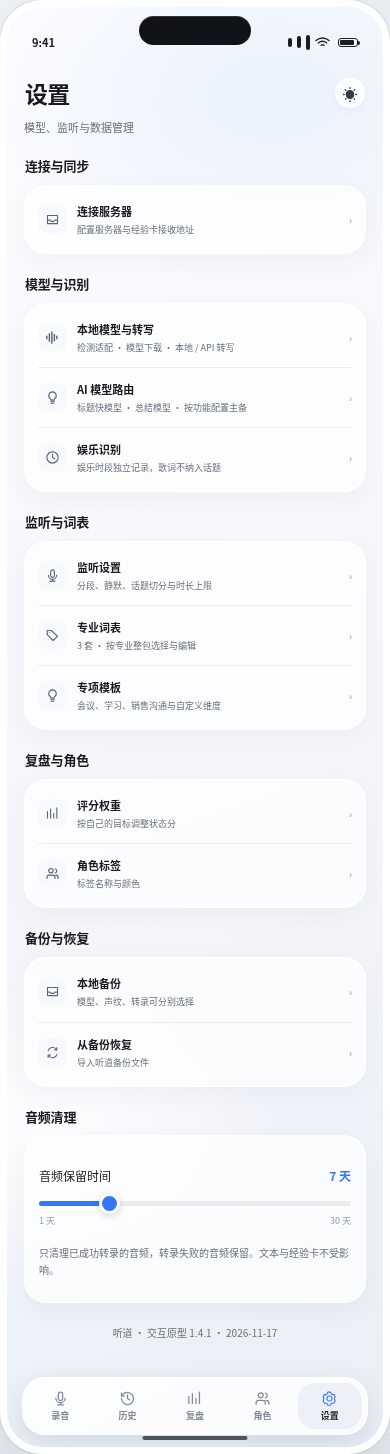 9:41
设置
模型、监听与数据管理
连接与同步
连接服务器
配置服务器与经验卡接收地址
模型与识别
本地模型与转写
检测适配 • 模型下载 • 本地 / API 转写
AI 模型路由
标题快模型 • 总结模型 • 按功能配置主备
娱乐识别
娱乐时段独立记录，歌词不纳入话题
监听与词表
监听设置
分段、静默、话题切分与时长上限
专业词表
3 套 • 按专业整包选择与编辑
专项模板
会议、学习、销售沟通与自定义维度
复盘与角色
评分权重
按自己的目标调整状态分
角色标签
标签名称与颜色
备份与恢复
本地备份
模型、声纹、转录可分别选择
从备份恢复
导入听道备份文件
音频清理
音频保留时间 7 天
1 天 30 天
只清理已成功转录的音频，转录失败的音频保留。文本与经验卡不受影
响。
听道 • 交互原型 1.4.1 • 2026-11-17
录音 历史 复盘 角色 设置